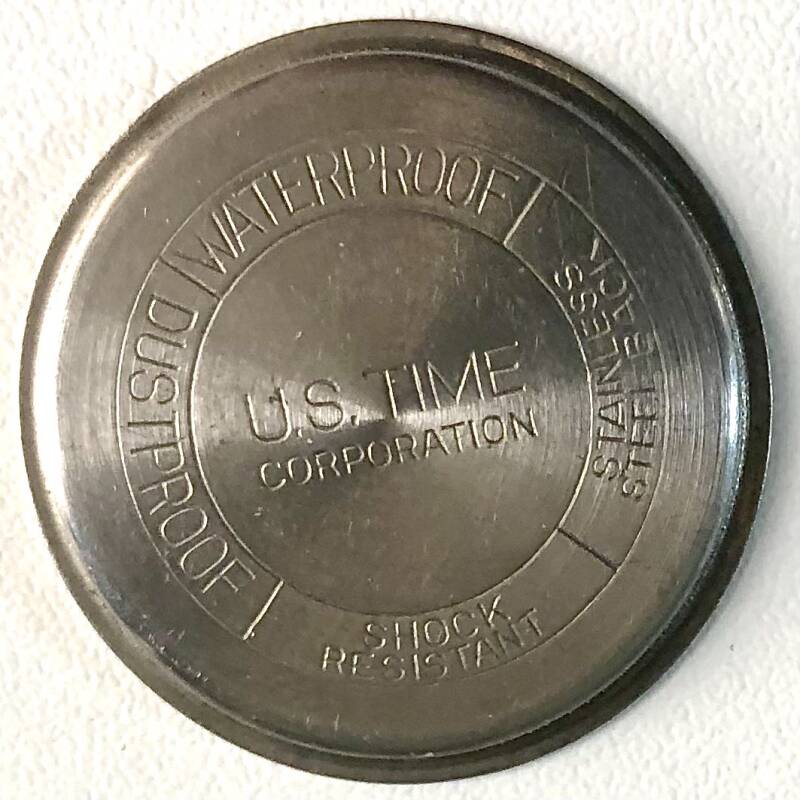 WATERPROOF
STAINLESS
STEEL BACK
SHOCK
RESISTANT
DUSTPROOF
U.S. TIME
CORPORATION